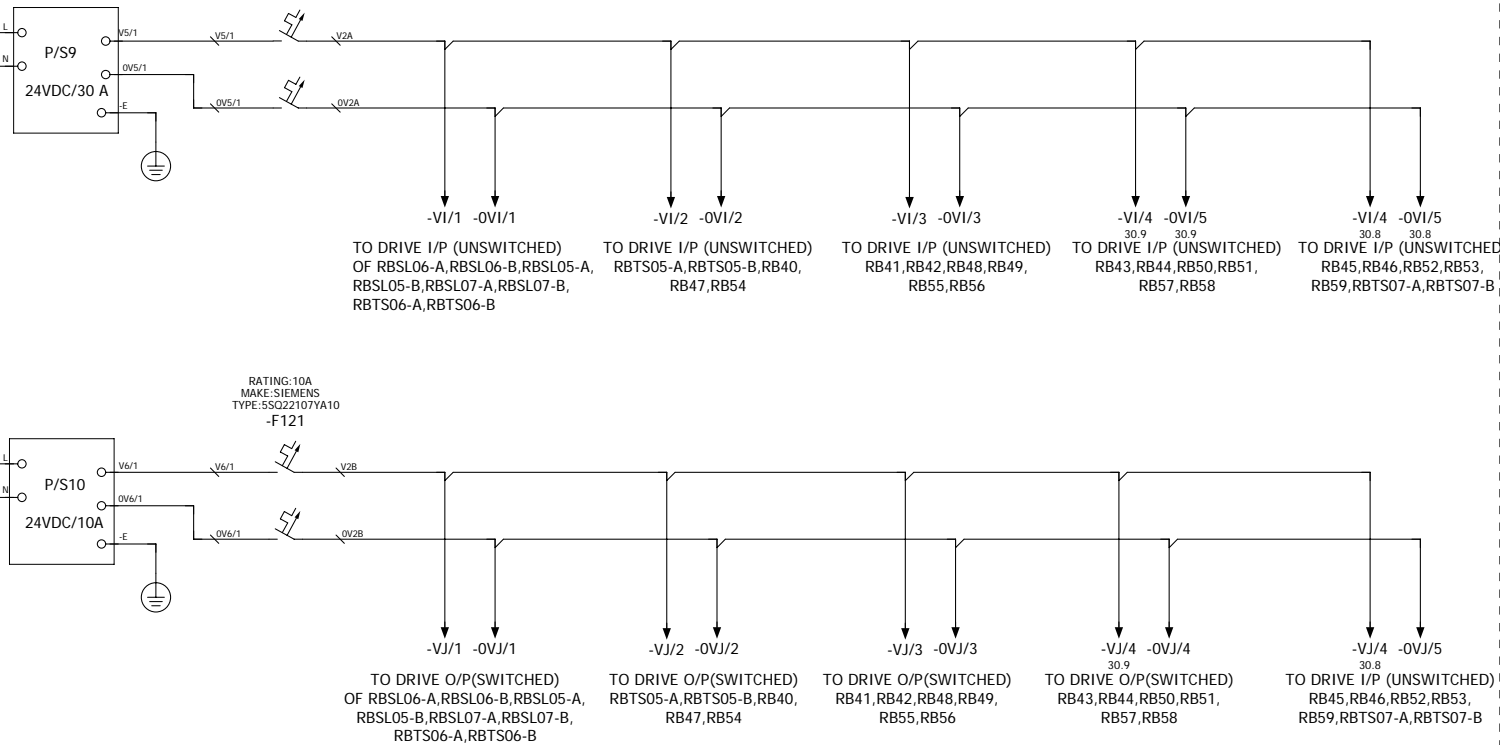 L
N
P/S9
24VDC/30 A
V5/1
0V5/1
-E
V5/1
V2A
0V5/1
0V2A
-VI/1 -0VI/1
TO DRIVE I/P (UNSWITCHED)
OF RBSL06-A,RBSL06-B,RBSL05-A,
RBSL05-B,RBSL07-A,RBSL07-B,
RBTS06-A,RBTS06-B
-VI/2 -0VI/2
TO DRIVE I/P (UNSWITCHED)
RBTS05-A,RBTS05-B,RB40,
RB47,RB54
-VI/3 -0VI/3
TO DRIVE I/P (UNSWITCHED)
RB41,RB42,RB48,RB49,
RB55,RB56
-VI/4 -0VI/5
30.9 30.9
TO DRIVE I/P (UNSWITCHED)
RB43,RB44,RB50,RB51,
RB57,RB58
-VI/4 -0VI/5
30.8 30.8
TO DRIVE I/P (UNSWITCHED)
RB45,RB46,RB52,RB53,
RB59,RBTS07-A,RBTS07-B
RATING:10A
MAKE:SIEMENS
TYPE:5SQ22107YA10
-F121
L
N
P/S10
24VDC/10A
V6/1
0V6/1
-E
V6/1
V2B
0V6/1
0V2B
-VJ/1 -0VJ/1
TO DRIVE O/P(SWITCHED)
OF RBSL06-A,RBSL06-B,RBSL05-A,
RBSL05-B,RBSL07-A,RBSL07-B,
RBTS06-A,RBTS06-B
-VJ/2 -0VJ/2
TO DRIVE O/P(SWITCHED)
RBTS05-A,RBTS05-B,RB40,
RB47,RB54
-VJ/3 -0VJ/3
TO DRIVE O/P(SWITCHED)
RB41,RB42,RB48,RB49,
RB55,RB56
-VJ/4 -0VJ/4
30.9
TO DRIVE O/P(SWITCHED)
RB43,RB44,RB50,RB51,
RB57,RB58
-VJ/4 -0VJ/5
30.8
TO DRIVE I/P (UNSWITCHED)
RB45,RB46,RB52,RB53,
RB59,RBTS07-A,RBTS07-B